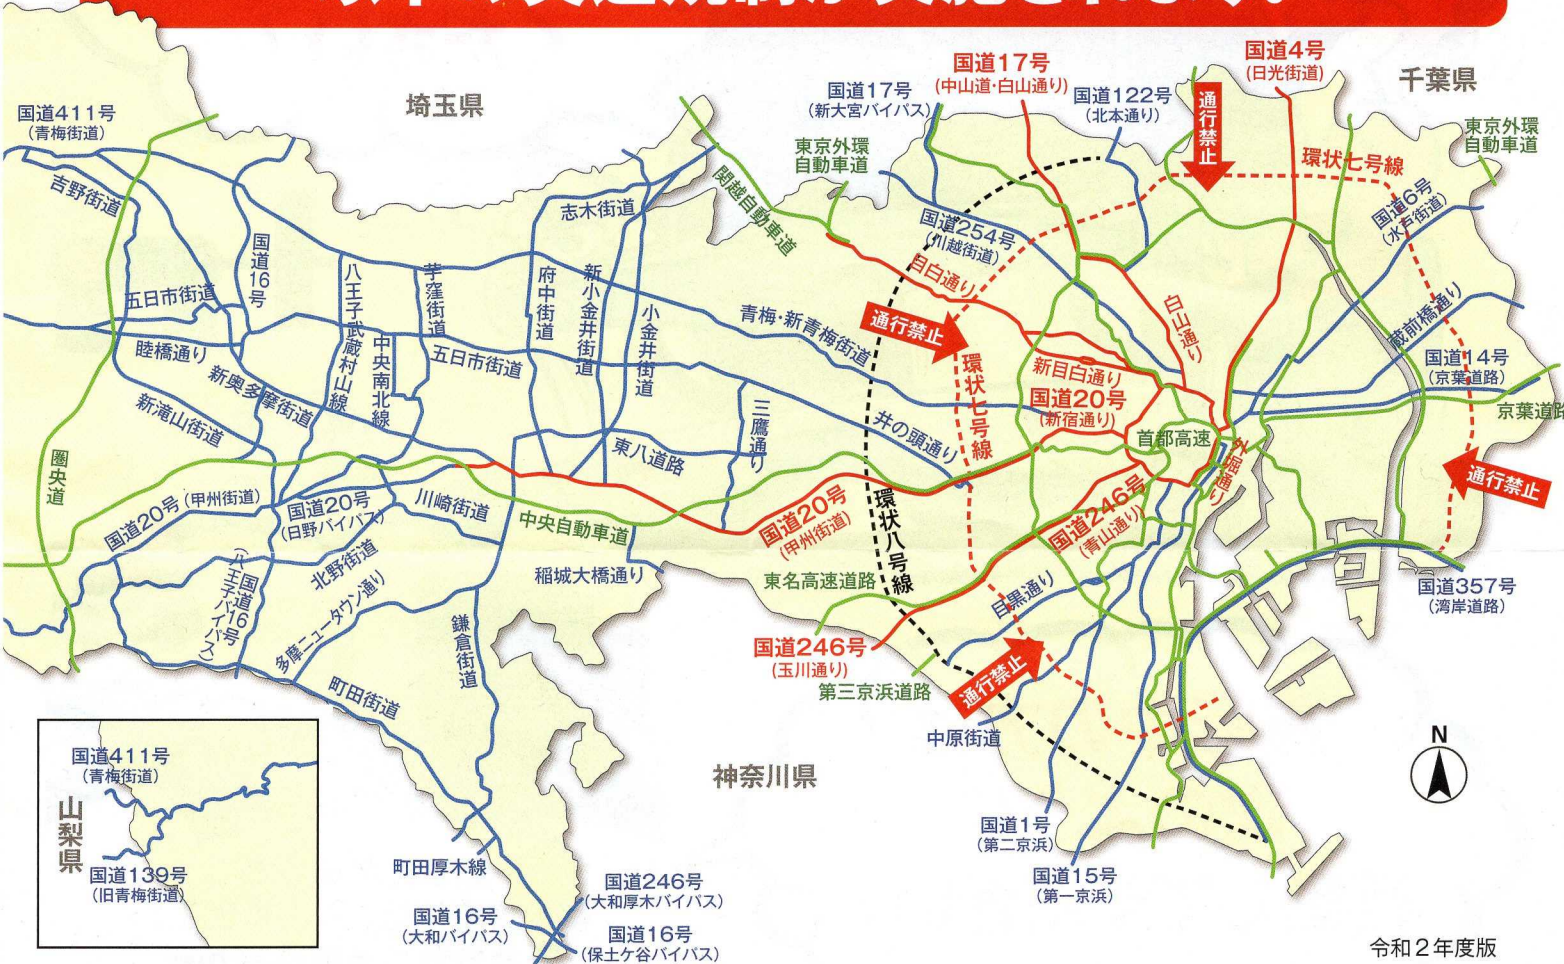 国道17号
(中山道・白山通り)
国道4号
(日光街道)
千葉県
国道17号
(新大宮バイパス)
国道122号
(北本通り)
通行禁止
埼玉県
国道411号
(青梅街道)
東京外環
自動車道
東京外環
自動車道
環状七号線
吉野街道
関越自動車道
志木街道
国道6号
(水戸街道)
国道254号
(川越街道)
目白通り
国道16号
八王子武蔵村山線
芋窪街道
府中街道
新小金井街道
小金井街道
五日市街道
青梅・新青梅街道
通行禁止
白山通り
蔵前橋通り
睦橋通り
中央南北線
五日市街道
環状七号線
新目白通り
国道14号
(京葉道路)
新奥多摩街道
新滝山街道
国道20号
(新宿通り)
京葉道路
三鷹通り
井の頭通り
首都高速
外堀通り
東八道路
圏央道
通行禁止
国道20号(甲州街道)
国道20号
(日野バイパス)
川崎街道
中央自動車道
国道20号
(甲州街道)
環状八号線
国道246号
(青山通り)
北野街道
国道16号
(八王子バイパス)
稲城大橋通り
東名高速道路
目黒通り
国道357号
(湾岸道路)
多摩ニュータウン通り
鎌倉街道
国道246号
(玉川通り)
第三京浜道路
通行禁止
町田街道
中原街道
N
神奈川県
国道411号
(青梅街道)
山梨県
国道139号
(旧青梅街道)
国道1号
(第二京浜)
町田厚木線
国道15号
(第一京浜)
国道246号
(大和厚木バイパス)
国道16号
(大和バイパス)
国道16号
(保土ケ谷バイパス)
令和2年度版